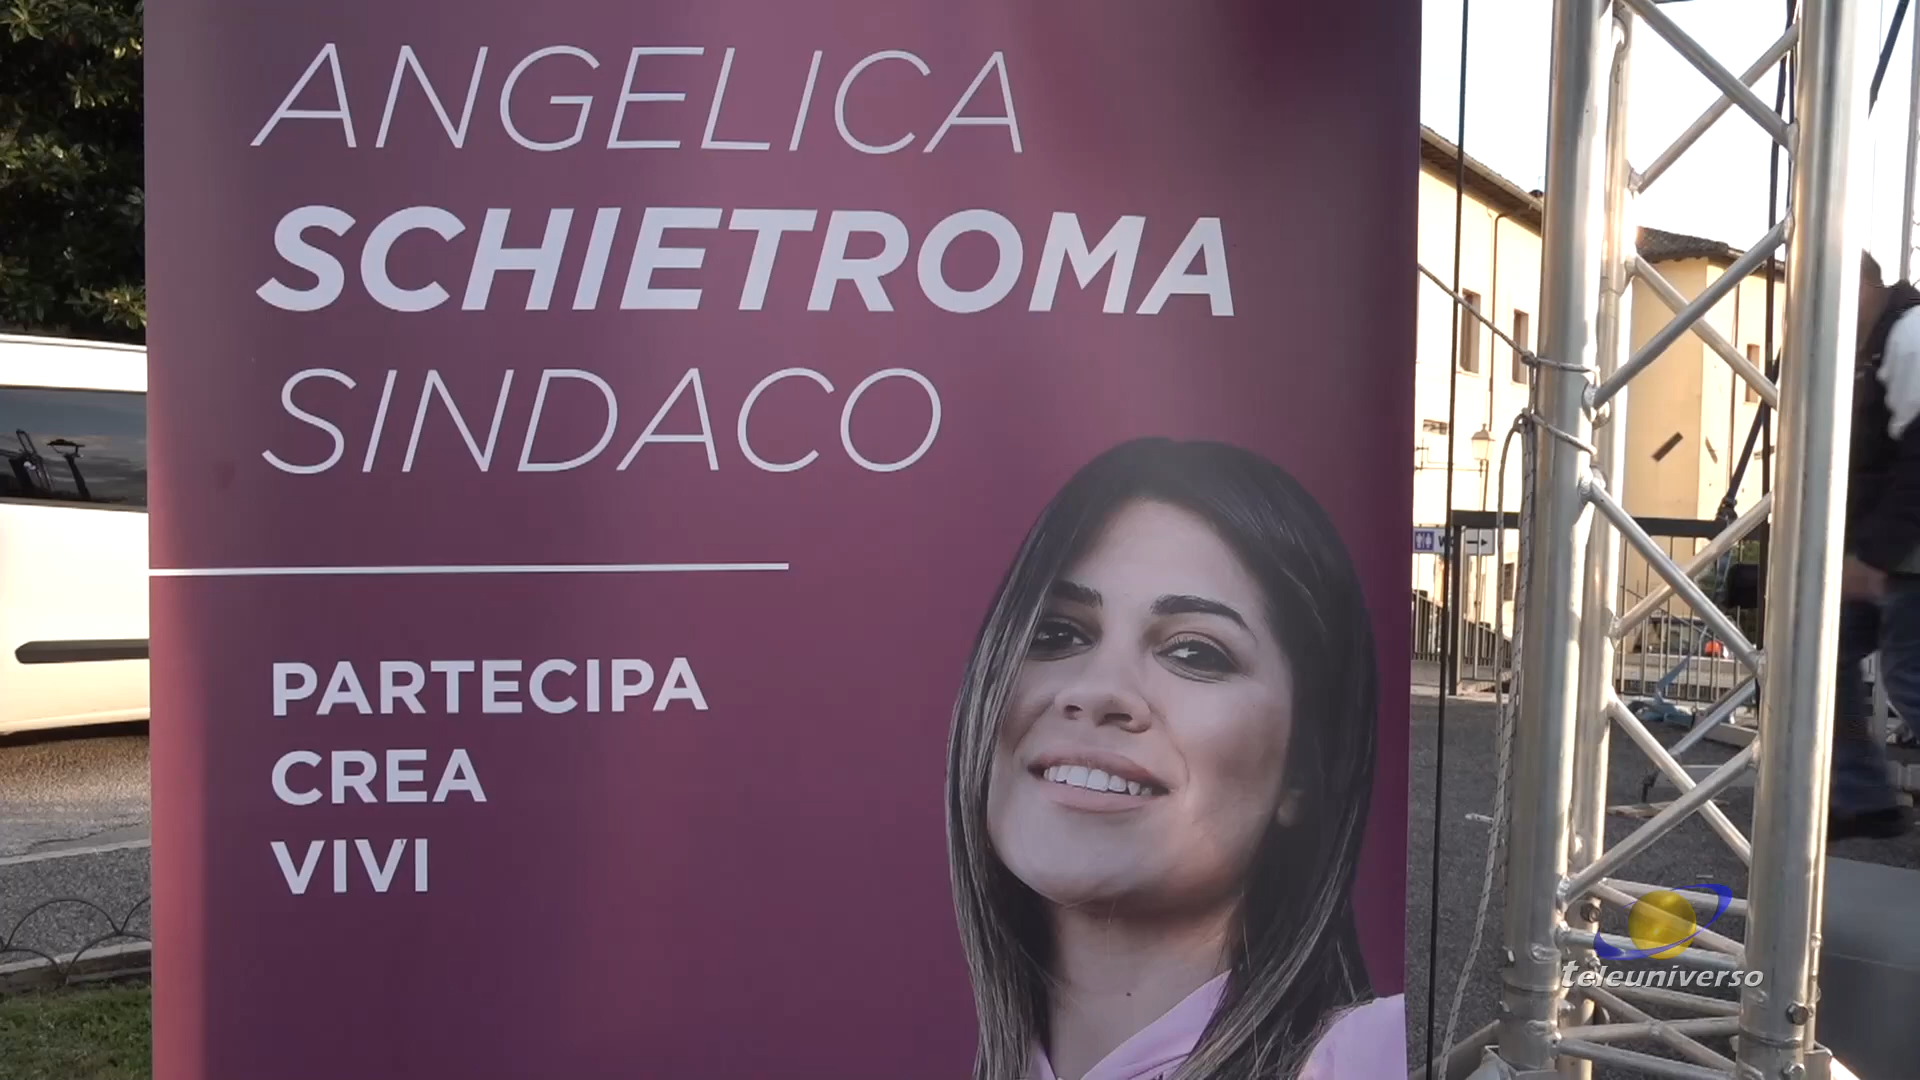 ANGELICA
SCHIETROMA
SINDACO
PARTECIPA
CREA
VIVI
teleuniverso